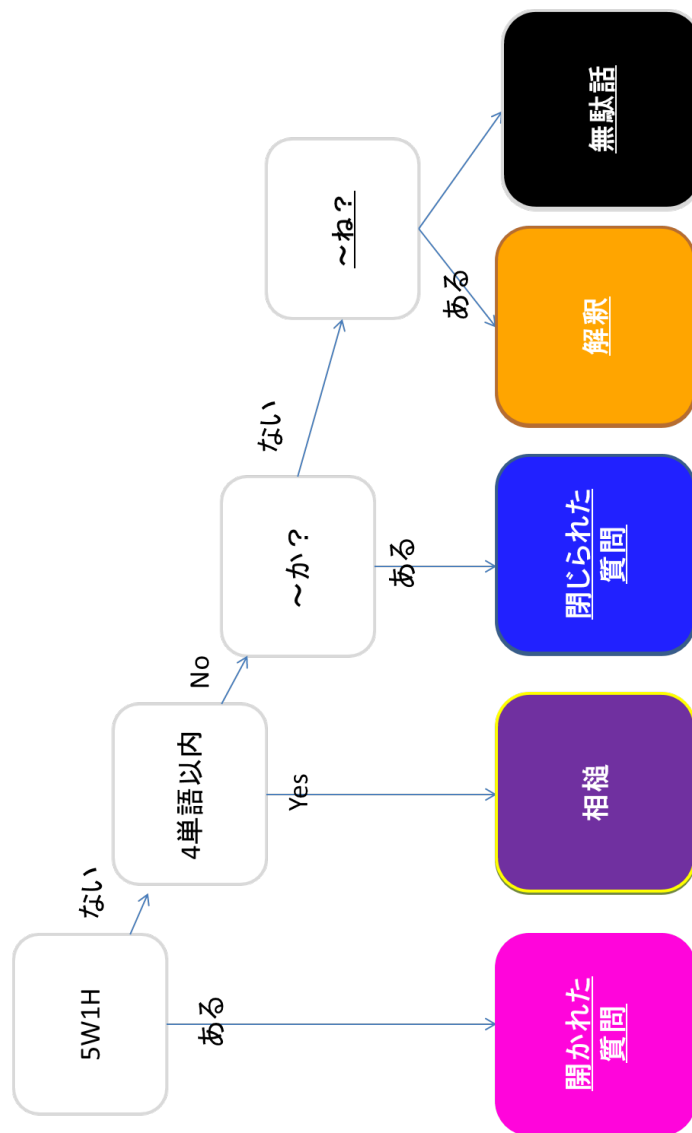 5W1H
ない
4単語以内
No
～か？
ない
～ね？
ある
Yes
ある
ある
開かれた
質問
相槌
閉じられた
質問
解釈
無駄話